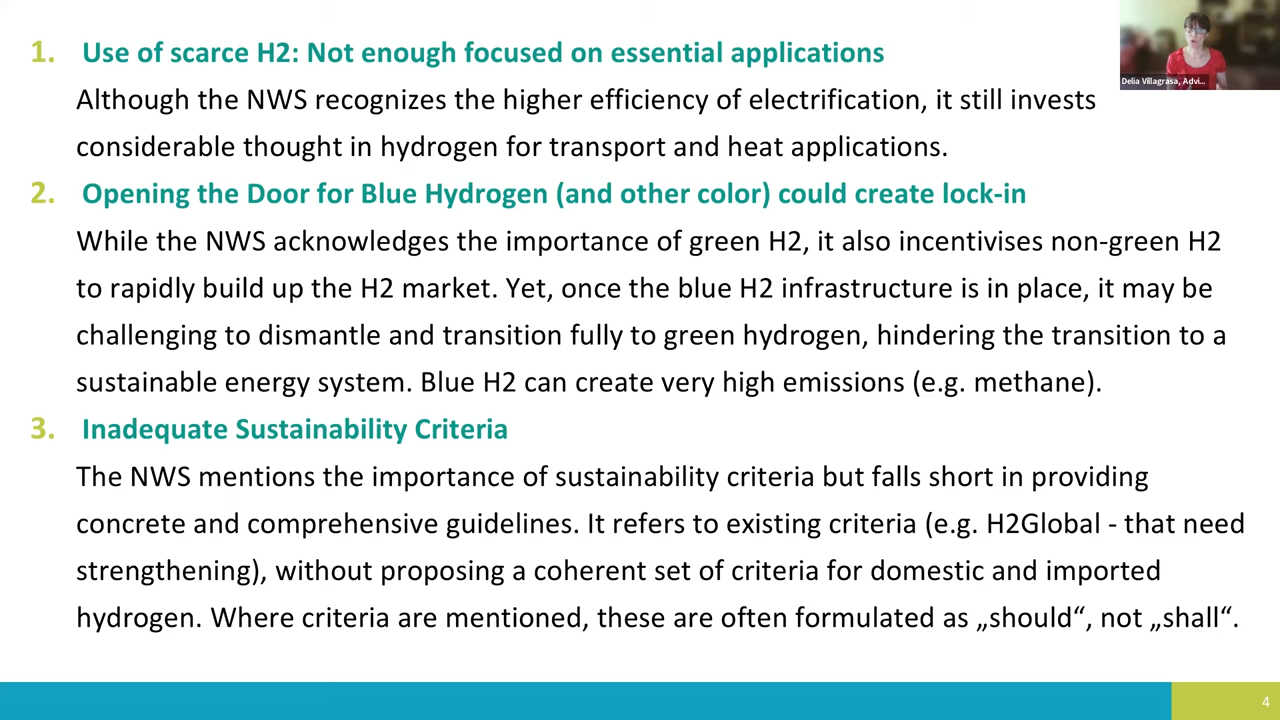 1. Use of scarce H2: Not enough focused on essential applications
Although the NWS recognizes the higher efficiency of electrification, it still invests
considerable thought in hydrogen for transport and heat applications.
2. Opening the Door for Blue Hydrogen (and other color) could create lock-in
While the NWS acknowledges the importance of green H2, it also incentivises non-green H2
to rapidly build up the H2 market. Yet, once the blue H2 infrastructure is in place, it may be
challenging to dismantle and transition fully to green hydrogen, hindering the transition to a
sustainable energy system. Blue H2 can create very high emissions (e.g. methane).
3. Inadequate Sustainability Criteria
The NWS mentions the importance of sustainability criteria but falls short in providing
concrete and comprehensive guidelines. It refers to existing criteria (e.g. H2Global - that need
strengthening), without proposing a coherent set of criteria for domestic and imported
hydrogen. Where criteria are mentioned, these are often formulated as „should“, not „shall“.
Delia Villagrasa, Advi...
4